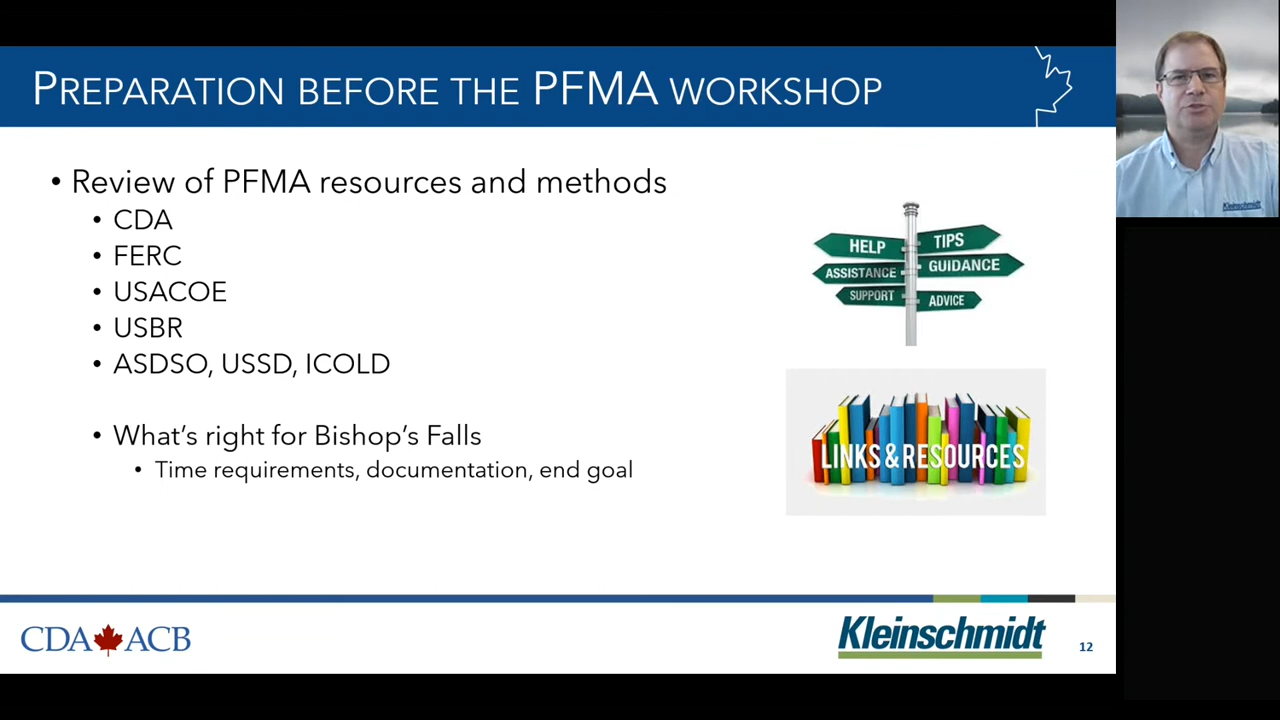 PREPARATION BEFORE THE PFMA WORKSHOP
• Review of PFMA resources and methods
• CDA
• FERC
• USACOE
• USBR
• ASDSO, USSD, ICOLD
• What's right for Bishop's Falls
• Time requirements, documentation, end goal
HELP
TIPS
ASSISTANCE
GUIDANCE
SUPPORT
ADVICE
LINKS & RESOURCES
CDA ACB
Kleinschmidt
12
Kleinschmidt